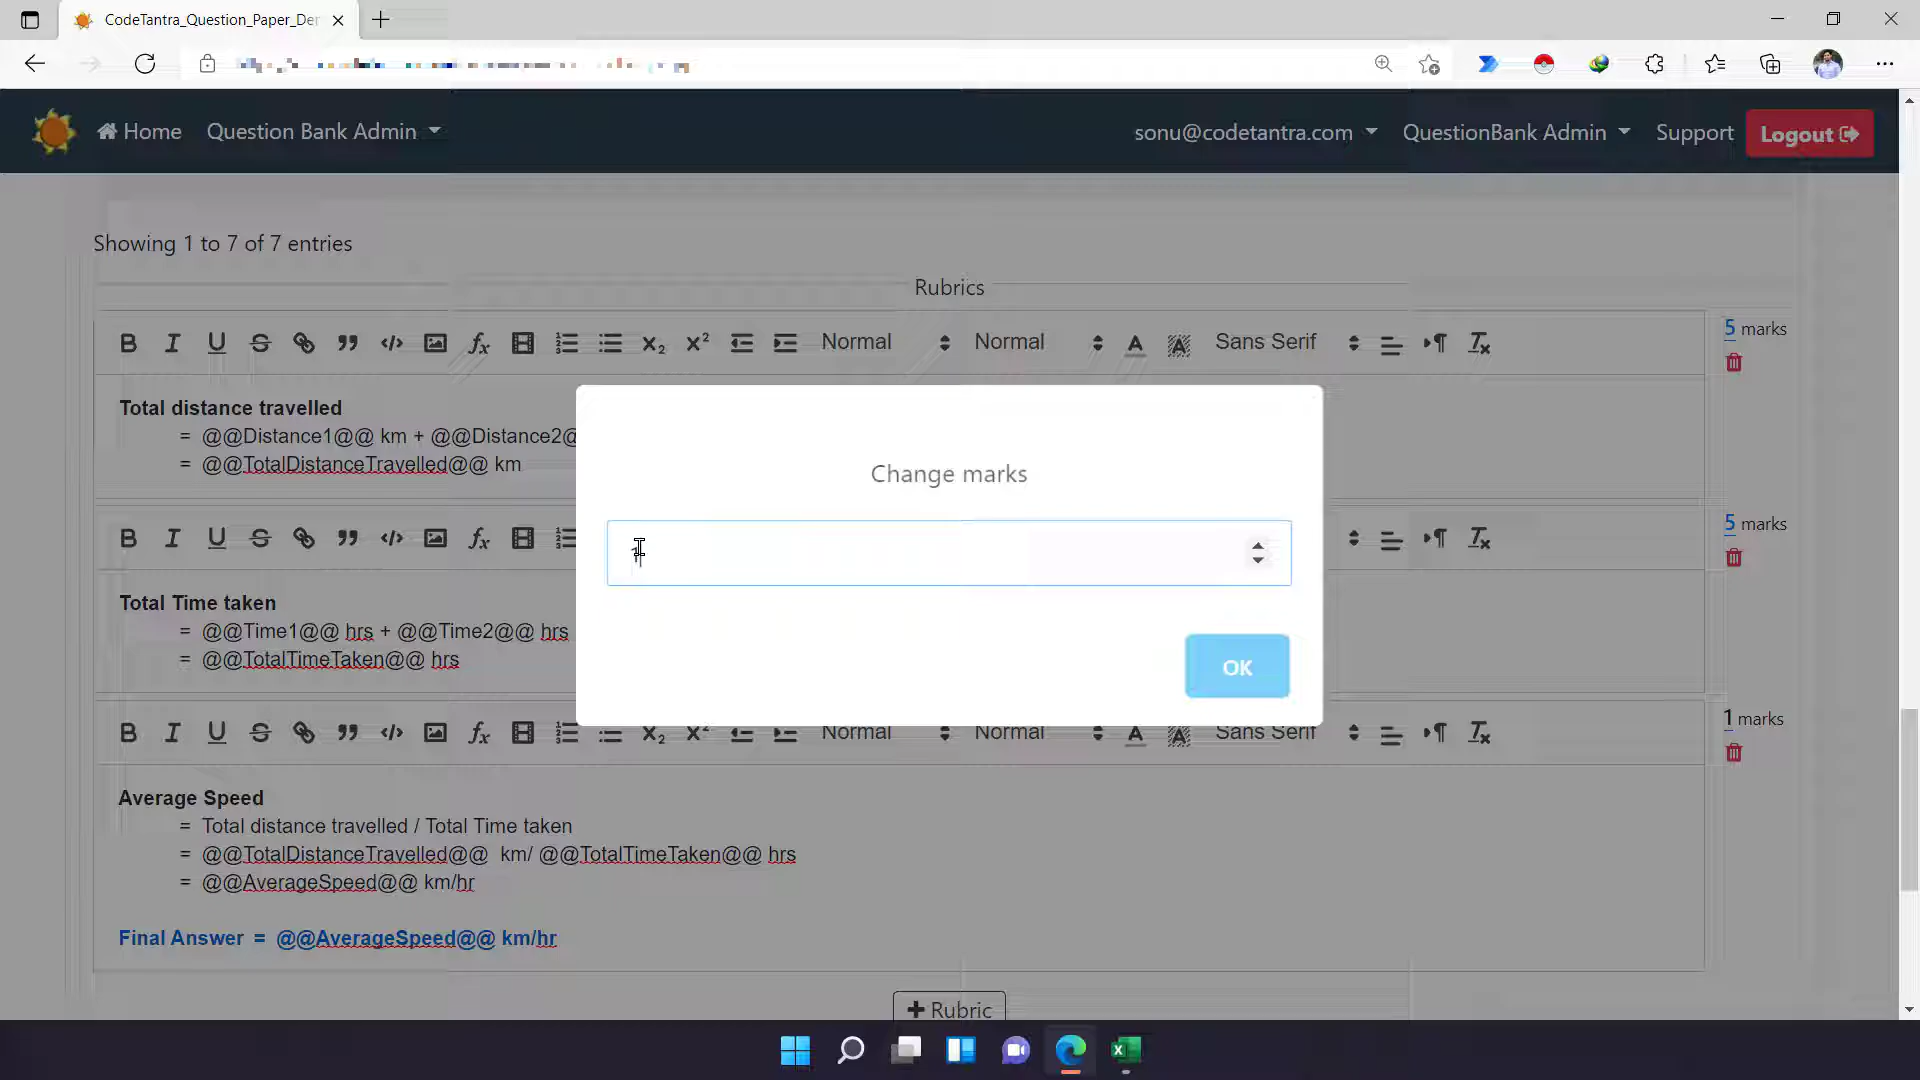 CodeTantra_Question_Paper_Der
Home
Question Bank Admin
sonu@codetantra.com
QuestionBank Admin
Support
Logout
Showing 1 to 7 of 7 entries
Rubrics
Normal Normal Sans Serif
5 marks
Total distance travelled
= @@Distance1@@ km + @@Distance2@
= @@TotalDistanceTravelled@@ km
Change marks
OK
5 marks
Total Time taken
= @@Time1@@ hrs + @@Time2@@ hrs
= @@TotalTimeTaken@@ hrs
Normal Normal Sans Serif
1 marks
Average Speed
= Total distance travelled / Total Time taken
= @@TotalDistanceTravelled@@ km/ @@TotalTimeTaken@@ hrs
= @@AverageSpeed@@ km/hr
Final Answer = @@AverageSpeed@@ km/hr
Rubric